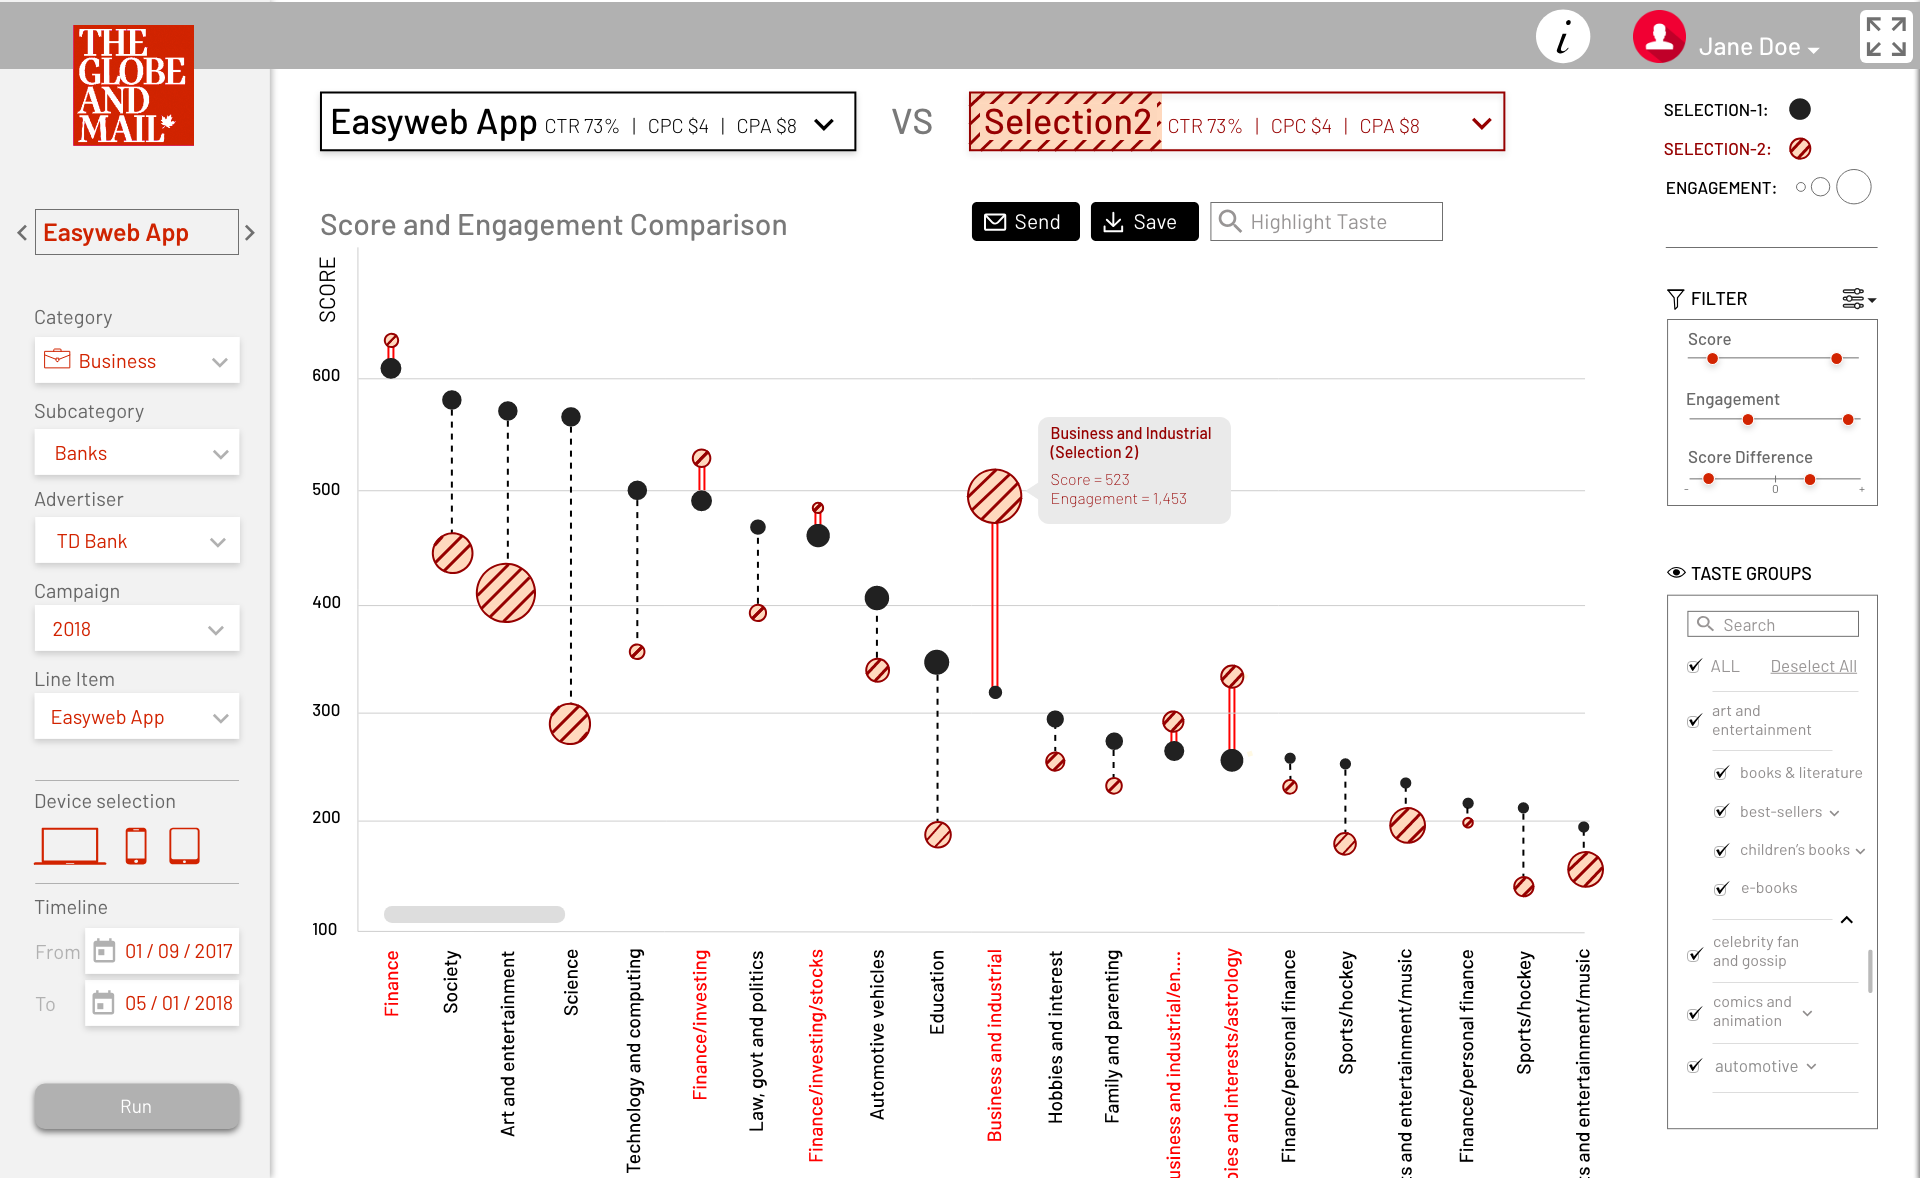 THE
GLOBE
AND
MAIL
i
Jane Doe
Easyweb App CTR 73% | CPC $4 | CPA $8
VS
Selection2 CTR 73% | CPC $4 | CPA $8
SELECTION-1:
SELECTION-2:
ENGAGEMENT:
Easyweb App
Category
Business
Subcategory
Banks
Advertiser
TD Bank
Campaign
2018
Line Item
Easyweb App
Device selection
Timeline
From 01 / 09 / 2017
To 05 / 01 / 2018
Run
Score and Engagement Comparison
Send
Save
Highlight Taste
SCORE
600
500
400
300
200
100
Business and Industrial
(Selection 2)
Score = 523
Engagement = 1,453
Finance
Society
Art and entertainment
Science
Technology and computing
Finance/investing
Law, govt and politics
Finance/investing/stocks
Automotive vehicles
Education
Business and industrial
Hobbies and interest
Family and parenting
usiness and industrial/en....
bies and interests/astrology
Finance/personal finance
Sports/hockey
ts and entertainment/music
Finance/personal finance
Sports/hockey
ts and entertainment/music
FILTER
Score
Engagement
Score Difference
- 0 +
TASTE GROUPS
Search
ALL Deselect All
art and
entertainment
books & literature
best-sellers
children's books
e-books
celebrity fan
and gossip
comics and
animation
automotive